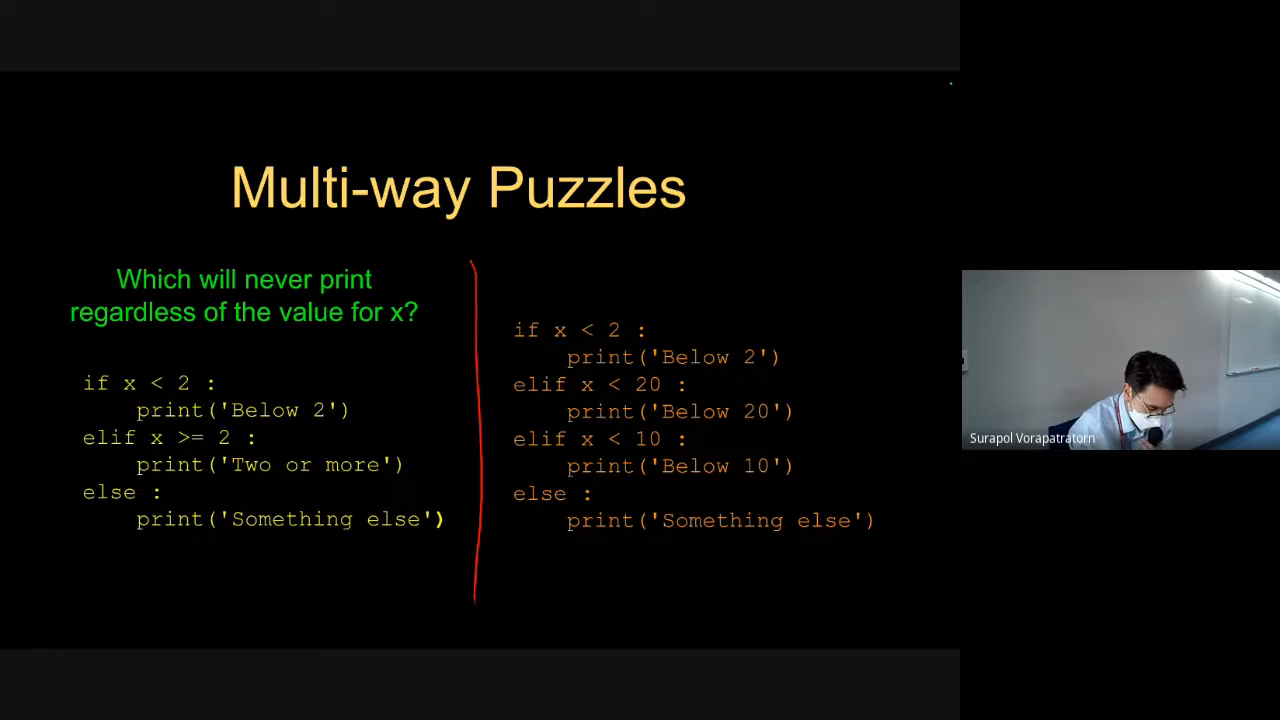 Multi-way Puzzles
Which will never print
regardless of the value for x?
if x < 2 :
    print('Below 2')
elif x >= 2 :
    print('Two or more')
else :
    print('Something else')
if x < 2 :
    print('Below 2')
elif x < 20 :
    print('Below 20')
elif x < 10 :
    print('Below 10')
else :
    print('Something else')
Surapol Vorapatratorn